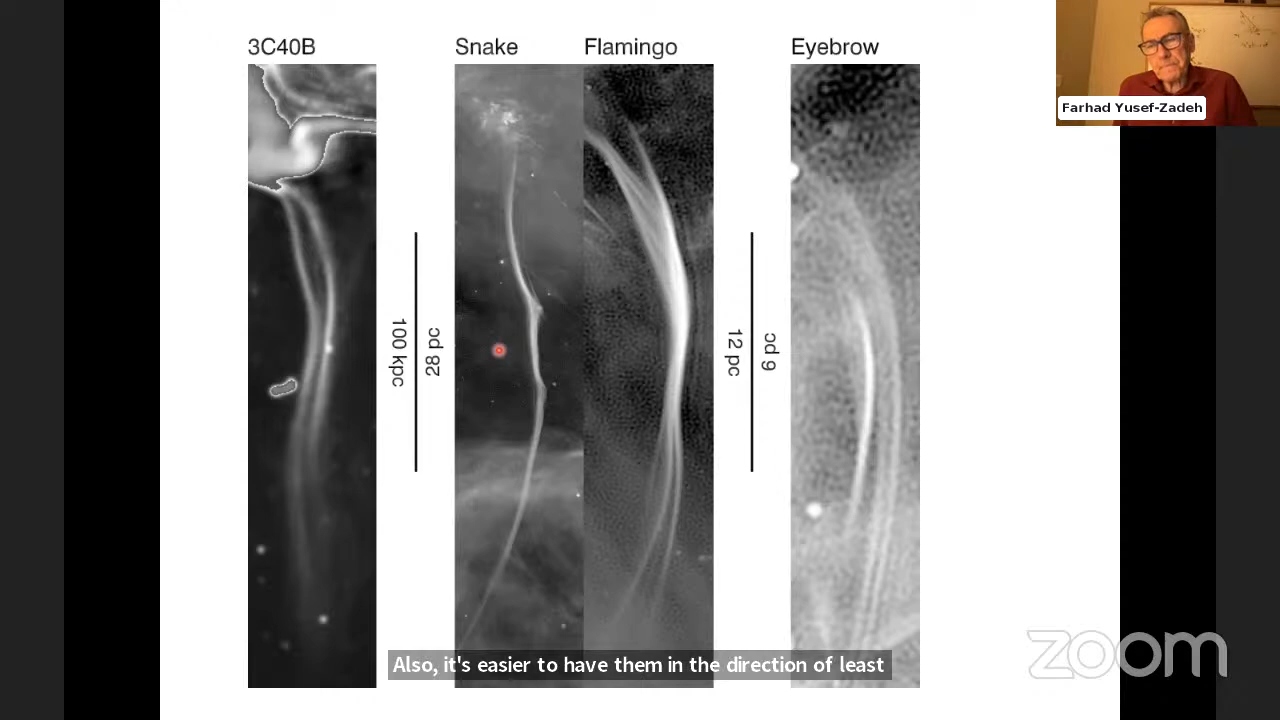 3C40B
Snake
Flamingo
Eyebrow
Farhad Yusef-Zadeh
100 kpc
28 pc
12 pc
6 pc
Also, it's easier to have them in the direction of least
zoom